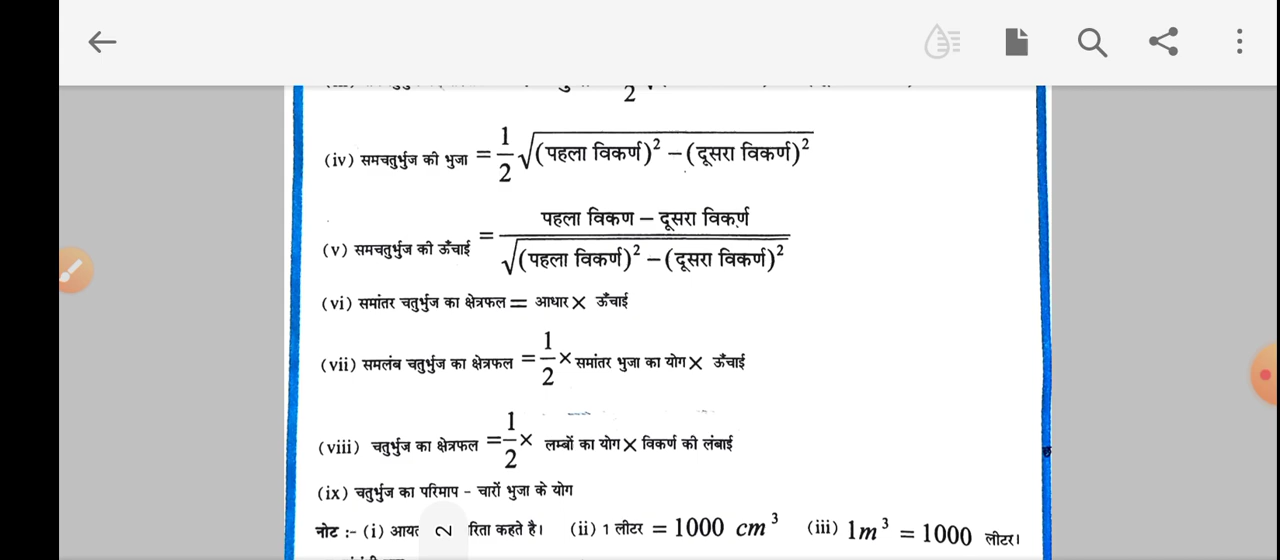 2
(iv) समचतुर्भुज की भुजा = 1/2 √(पहला विकर्ण)² − (दूसरा विकर्ण)²
(v) समचतुर्भुज की ऊँचाई = पहला विकण − दूसरा विकर्ण / √(पहला विकर्ण)² − (दूसरा विकर्ण)²
(vi) समांतर चतुर्भुज का क्षेत्रफल = आधार × ऊँचाई
(vii) समलंब चतुर्भुज का क्षेत्रफल = 1/2 × समांतर भुजा का योग × ऊँचाई
(viii) चतुर्भुज का क्षेत्रफल = 1/2 × लम्बों का योग × विकर्ण की लंबाई
(ix) चतुर्भुज का परिमाप - चारों भुजा के योग
नोट :- (i) रिता कहते है। (ii) 1 लीटर = 1000 cm³ (iii) 1m³ = 1000 लीटर।